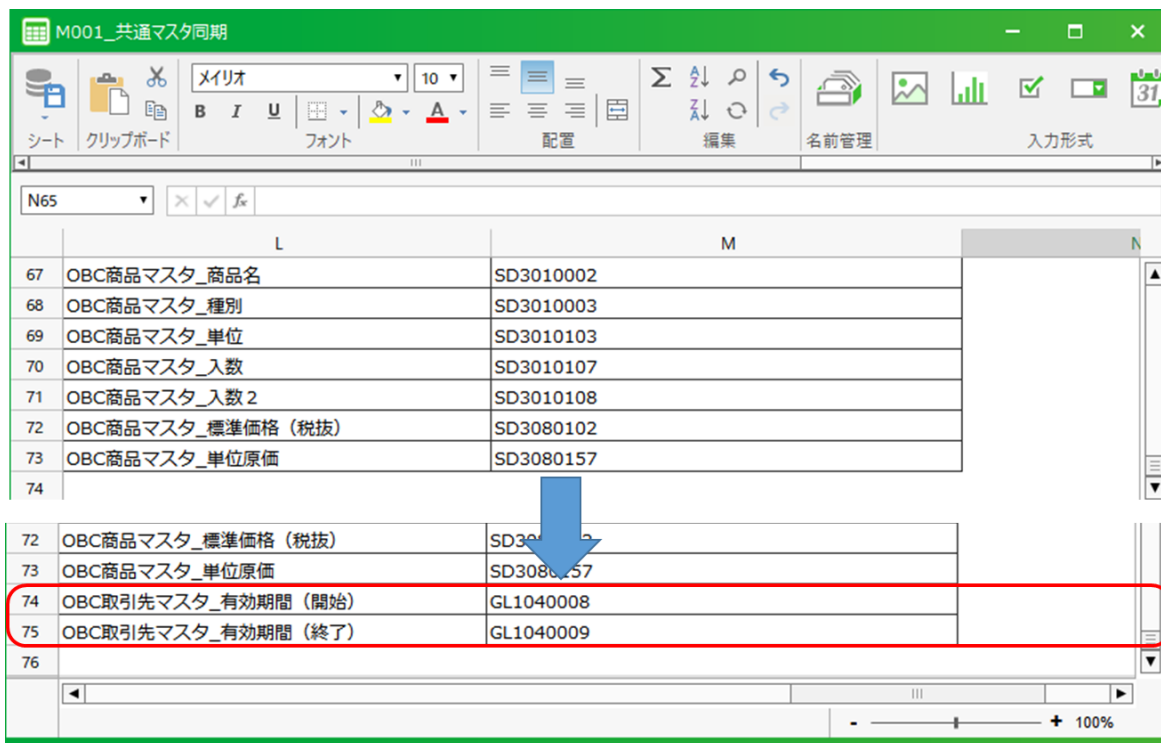 M001_共通マスタ同期
メイリオ 10
B I U A Σ
シート クリップボード フォント 配置 編集 名前管理 入力形式
N65 fx
L M N
67 OBC商品マスタ_商品名 SD3010002
68 OBC商品マスタ_種別 SD3010003
69 OBC商品マスタ_単位 SD3010103
70 OBC商品マスタ_入数 SD3010107
71 OBC商品マスタ_入数２ SD3010108
72 OBC商品マスタ_標準価格（税抜） SD3080102
73 OBC商品マスタ_単位原価 SD3080157
74
72 OBC商品マスタ_標準価格（税抜）
73 OBC商品マスタ_単位原価 SD3080157
74 OBC取引先マスタ_有効期間（開始） GL1040008
75 OBC取引先マスタ_有効期間（終了） GL1040009
76
- + 100%